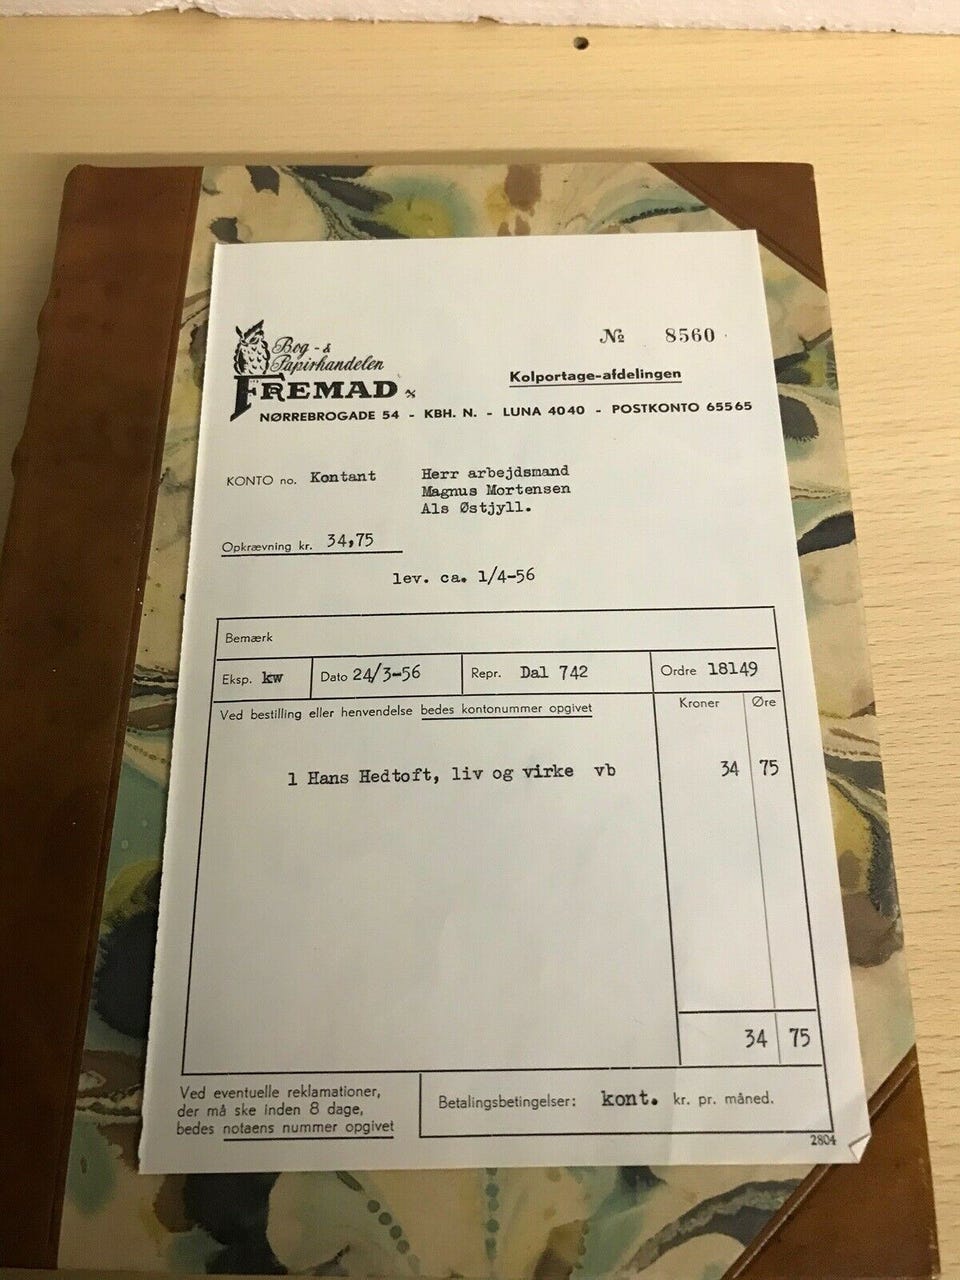 Bog- &
Papirhandelen
FREMAD A/S
NØRREBROGADE 54 - KBH. N. - LUNA 4040 - POSTKONTO 65565
№ 8560
Kolportage-afdelingen
KONTO no. Kontant
Herr arbejdsmand
Magnus Mortensen
Als Østjyll.
Opkrævning kr. 34,75
lev. ca. 1/4-56
Bemærk
Eksp. kw Dato 24/3-56 Repr. Dal 742 Ordre 18149
Ved bestilling eller henvendelse bedes kontonummer opgivet Kroner Øre
1 Hans Hedtoft, liv og virke vb 34 75
34 75
Ved eventuelle reklamationer,
der må ske inden 8 dage,
bedes notaens nummer opgivet
Betalingsbetingelser: kont. kr. pr. måned.
2804